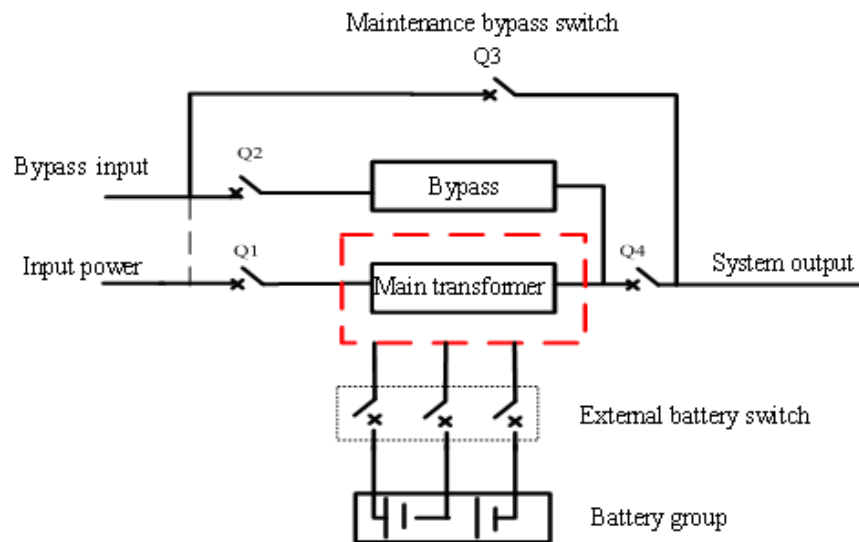 Maintenance bypass switch
Q3
Q2
Bypass input
Bypass
Q1
Q4
Input power
Main transformer
System output
External battery switch
Battery group